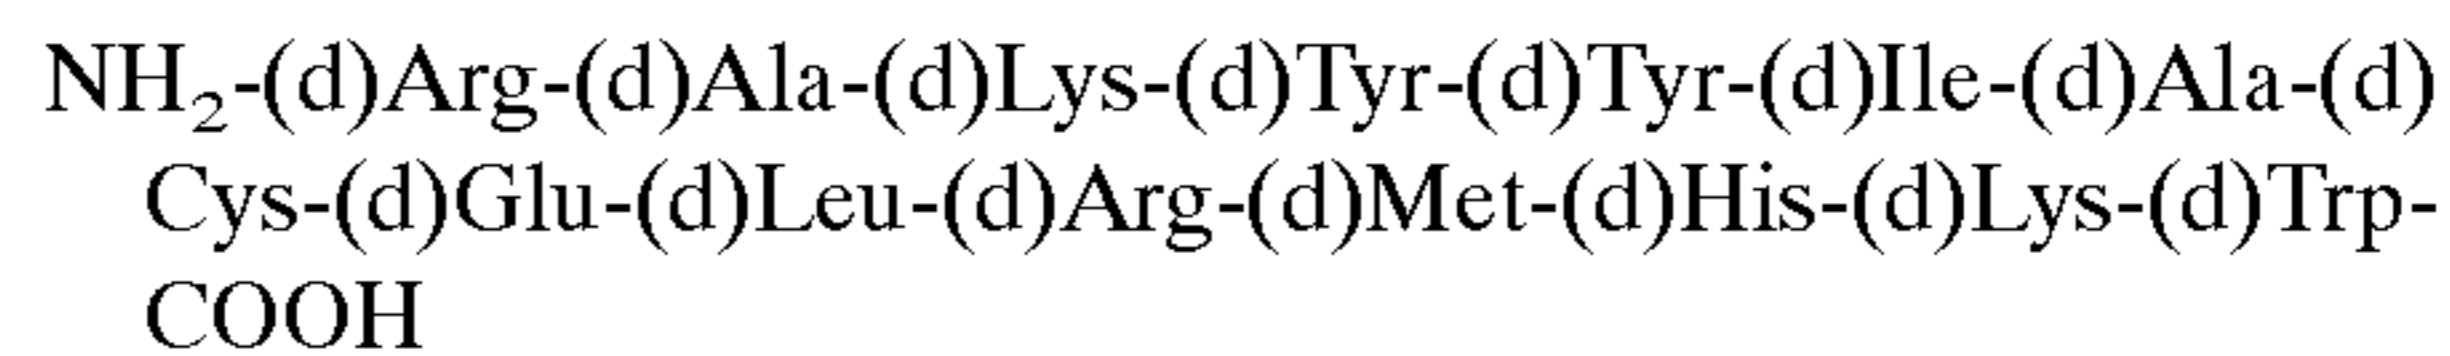 NH₂-(d)Arg-(d)Ala-(d)Lys-(d)Tyr-(d)Tyr-(d)Ile-(d)Ala-(d)
Cys-(d)Glu-(d)Leu-(d)Arg-(d)Met-(d)His-(d)Lys-(d)Trp-
COOH